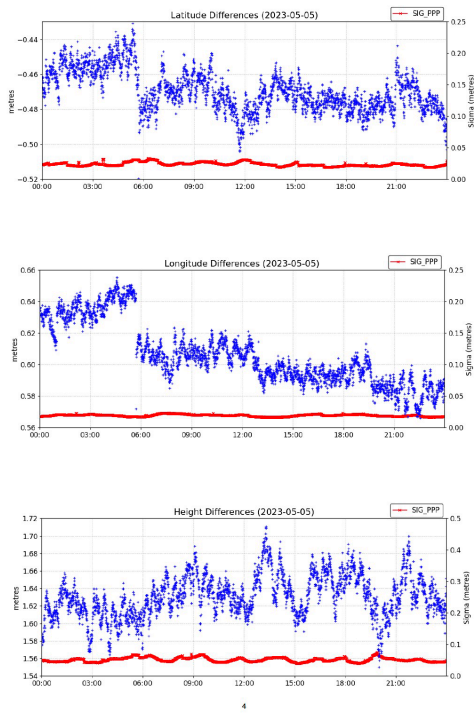 Latitude Differences (2023-05-05)
SIG_PPP
−0.44
−0.46
−0.48
−0.50
−0.52
metres
0.25
0.20
0.15
0.10
0.05
0.00
Sigma (metres)
00:00 03:00 06:00 09:00 12:00 15:00 18:00 21:00
Longitude Differences (2023-05-05)
SIG_PPP
0.66
0.64
0.62
0.60
0.58
0.56
metres
0.25
0.20
0.15
0.10
0.05
0.00
Sigma (metres)
00:00 03:00 06:00 09:00 12:00 15:00 18:00 21:00
Height Differences (2023-05-05)
SIG_PPP
1.72
1.70
1.68
1.66
1.64
1.62
1.60
1.58
1.56
1.54
metres
0.5
0.4
0.3
0.2
0.1
0.0
Sigma (metres)
00:00 03:00 06:00 09:00 12:00 15:00 18:00 21:00
4